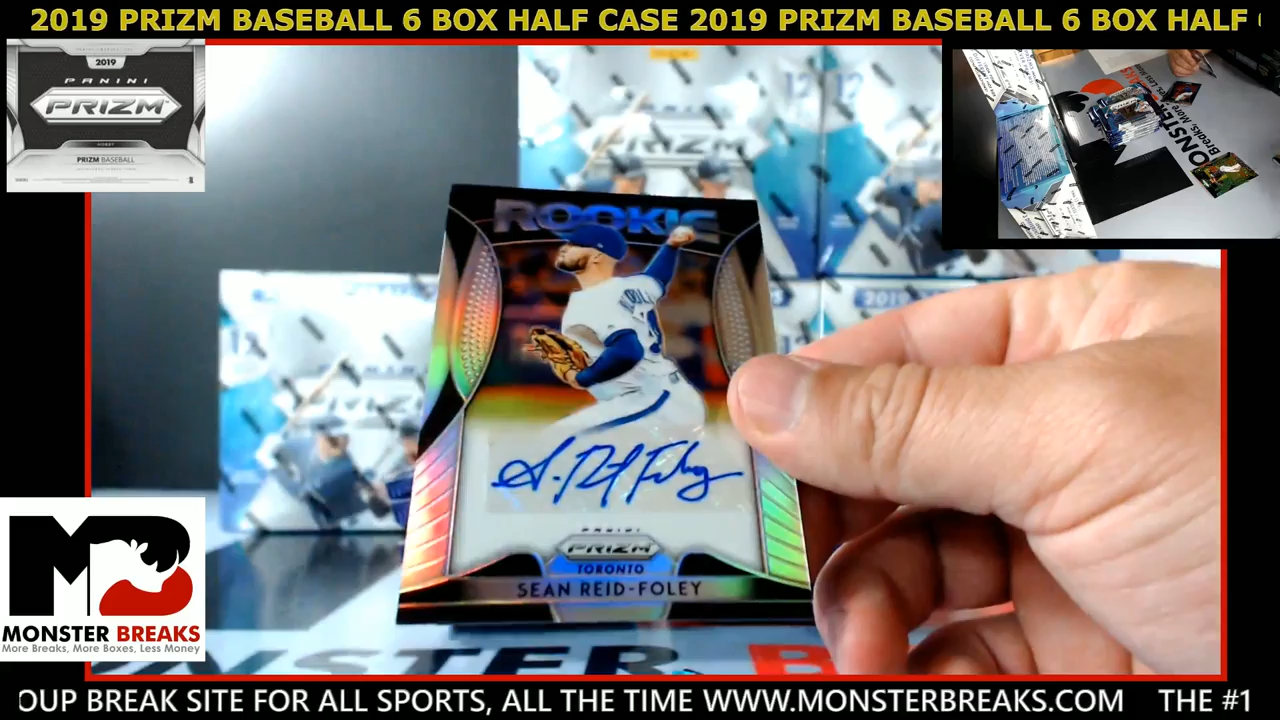 2019 PRIZM BASEBALL 6 BOX HALF CASE 2019 PRIZM BASEBALL 6 BOX HALF
2019
PANINI
PRIZM
HOBBY
PRIZM BASEBALL
ROOKIE
PANINI
PRIZM
TORONTO
SEAN REID-FOLEY
MB
MONSTER BREAKS
More Breaks, More Boxes, Less Money
OUP BREAK SITE FOR ALL SPORTS, ALL THE TIME WWW.MONSTERBREAKS.COM THE #1